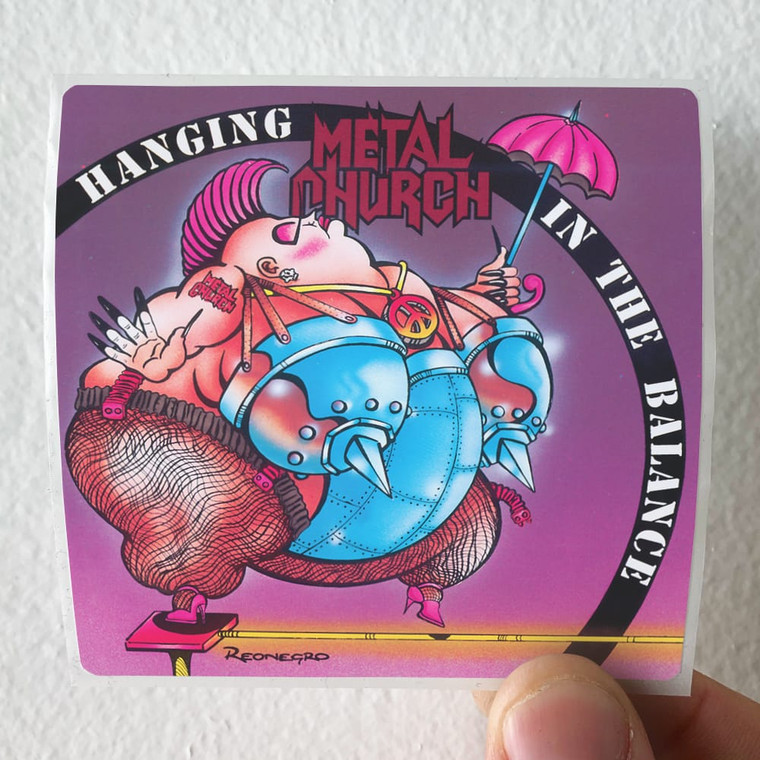 HANGING
METAL
CHURCH
IN THE BALANCE
METAL
CHURCH
REONEGRO